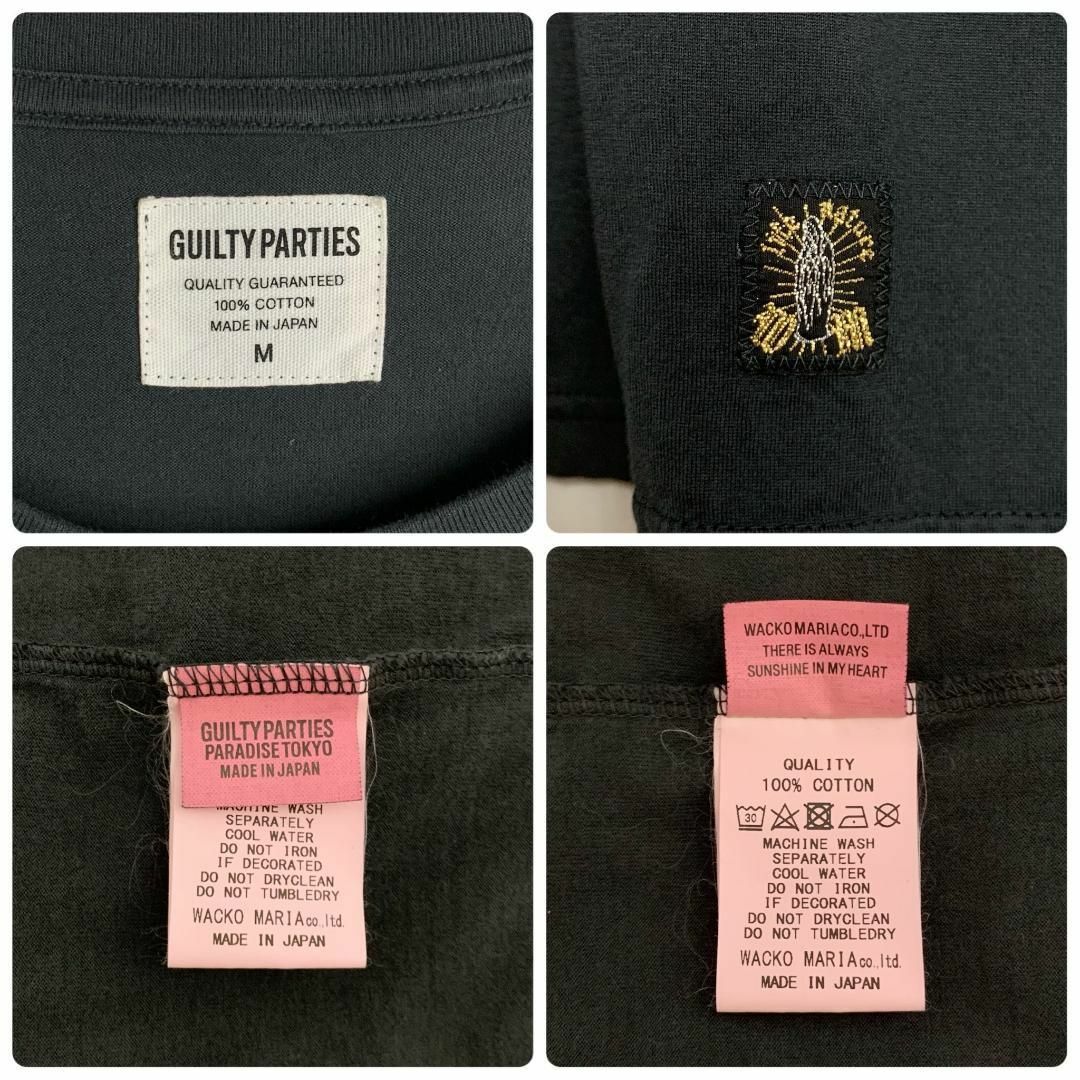 GUILTY PARTIES
QUALITY GUARANTEED
100% COTTON
MADE IN JAPAN
M
Nature
GUILTY PARTIES
PARADISE TOKYO
MADE IN JAPAN
MACHINE WASH
SEPARATELY
COOL WATER
DO NOT IRON
IF DECORATED
DO NOT DRYCLEAN
DO NOT TUMBLEDRY
WACKO MARIA co.,ltd.
MADE IN JAPAN
WACKO MARIA CO.,LTD
THERE IS ALWAYS
SUNSHINE IN MY HEART
QUALITY
100% COTTON
30
MACHINE WASH
SEPARATELY
COOL WATER
DO NOT IRON
IF DECORATED
DO NOT DRYCLEAN
DO NOT TUMBLEDRY
WACKO MARIA co.,ltd.
MADE IN JAPAN